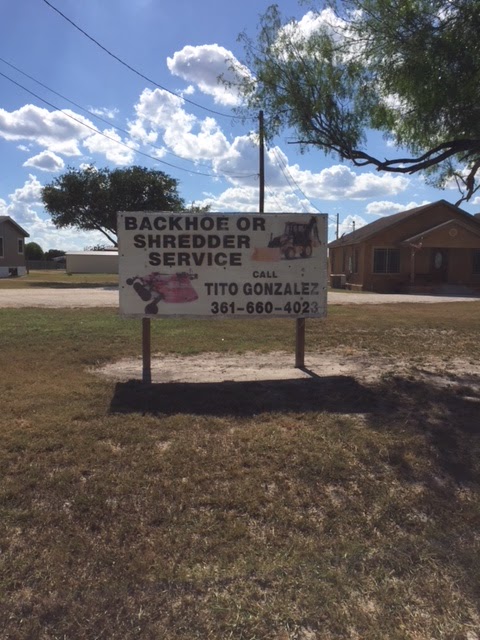 BACKHOE OR
SHREDDER
SERVICE
CALL
TITO GONZALEZ
361-660-4023